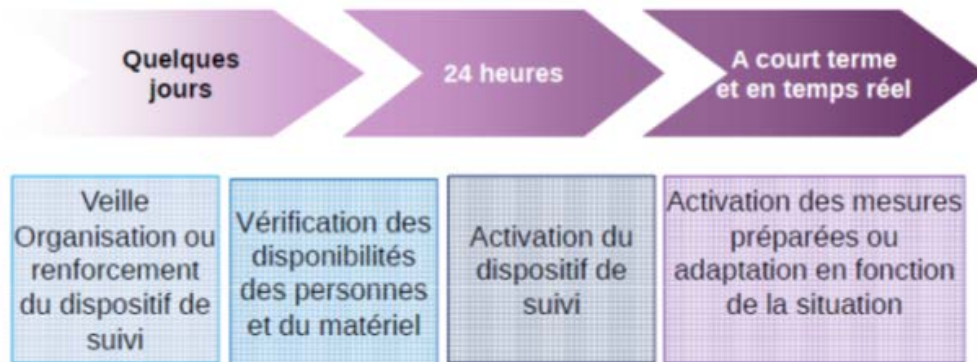 Quelques
jours
24 heures
A court terme
et en temps réel
Veille
Organisation ou
renforcement
du dispositif de
suivi
Vérification des
disponibilités
des personnes
et du matériel
Activation du
dispositif de
suivi
Activation des mesures
préparées ou
adaptation en fonction
de la situation